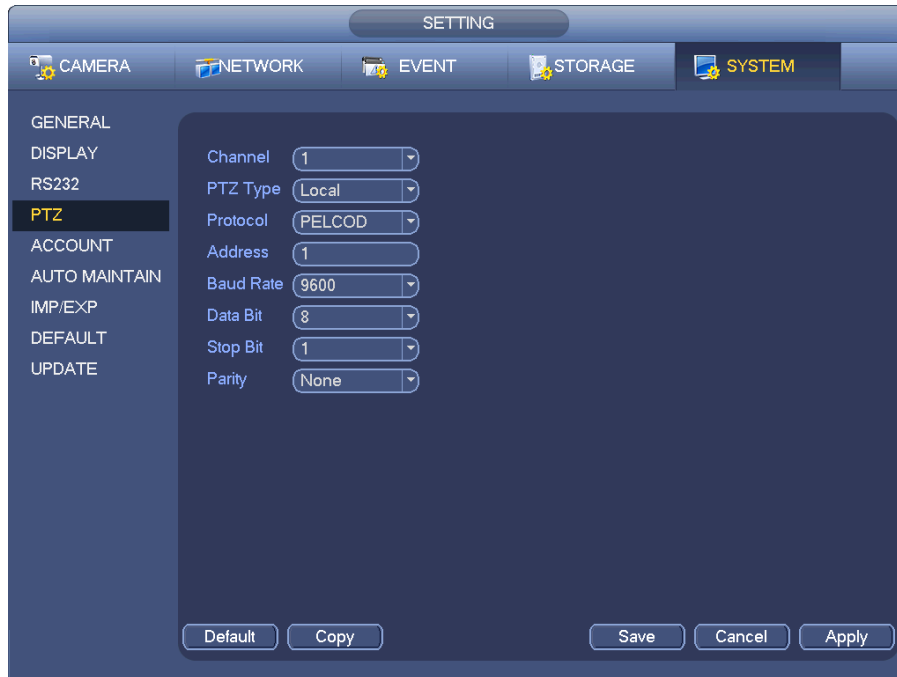 SETTING
CAMERA NETWORK EVENT STORAGE SYSTEM
GENERAL
DISPLAY
RS232
PTZ
ACCOUNT
AUTO MAINTAIN
IMP/EXP
DEFAULT
UPDATE
Channel 1
PTZ Type Local
Protocol PELCOD
Address 1
Baud Rate 9600
Data Bit 8
Stop Bit 1
Parity None
Default Copy Save Cancel Apply